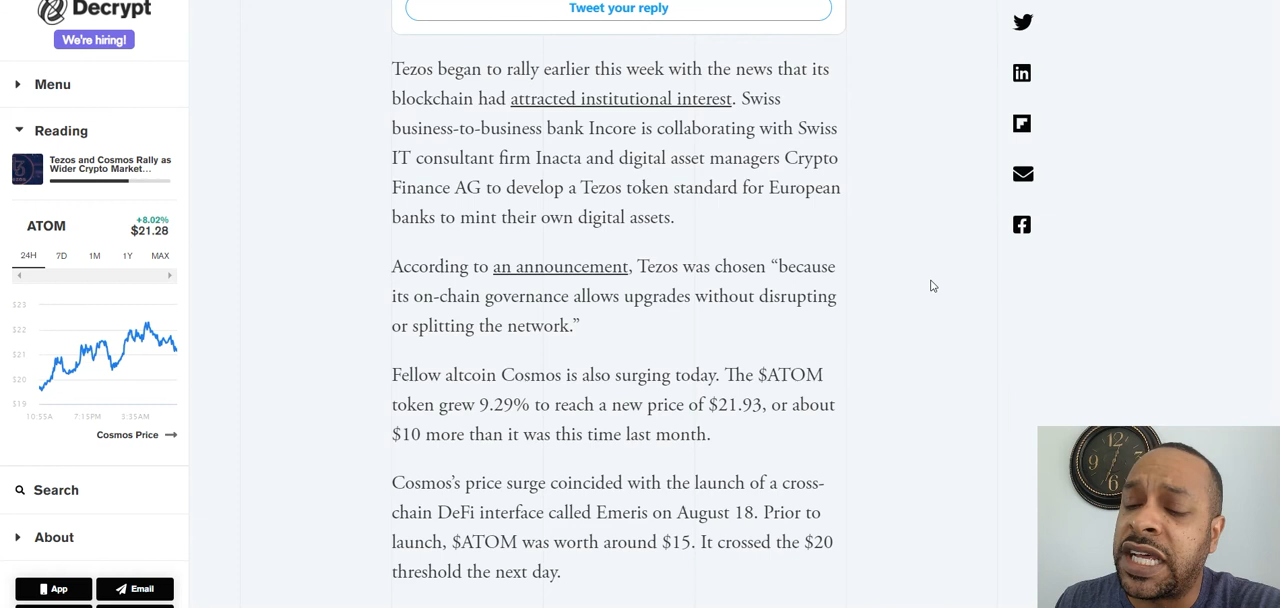 Decrypt
We're hiring!
Menu
Reading
Tezos and Cosmos Rally as
Wider Crypto Market...
ATOM
+8.02%
$21.28
24H 7D 1M 1Y MAX
$23
$22
$21
$20
$19
10:55A 7:15PM 3:35AM
Cosmos Price
Search
About
App
Email
Tweet your reply
Tezos began to rally earlier this week with the news that its
blockchain had attracted institutional interest. Swiss
business-to-business bank Incore is collaborating with Swiss
IT consultant firm Inacta and digital asset managers Crypto
Finance AG to develop a Tezos token standard for European
banks to mint their own digital assets.
According to an announcement, Tezos was chosen “because
its on-chain governance allows upgrades without disrupting
or splitting the network.”
Fellow altcoin Cosmos is also surging today. The $ATOM
token grew 9.29% to reach a new price of $21.93, or about
$10 more than it was this time last month.
Cosmos’s price surge coincided with the launch of a cross-
chain DeFi interface called Emeris on August 18. Prior to
launch, $ATOM was worth around $15. It crossed the $20
threshold the next day.